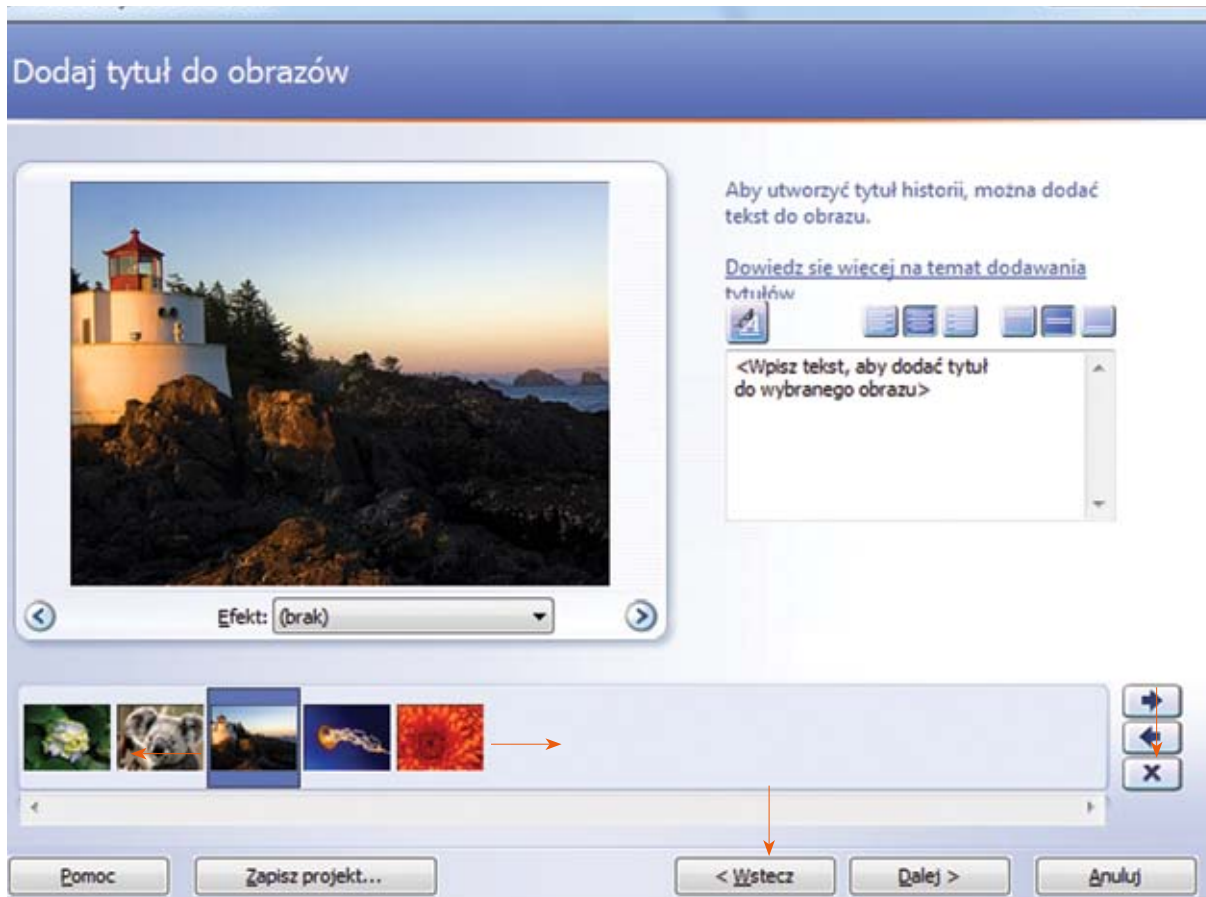 Dodaj tytuł do obrazów
Aby utworzyć tytuł historii, można dodać
tekst do obrazu.
Dowiedz się więcej na temat dodawania
tytułów
<Wpisz tekst, aby dodać tytuł
do wybranego obrazu>
Efekt: (brak)
Pomoc Zapisz projekt... < Wstecz Dalej > Anuluj